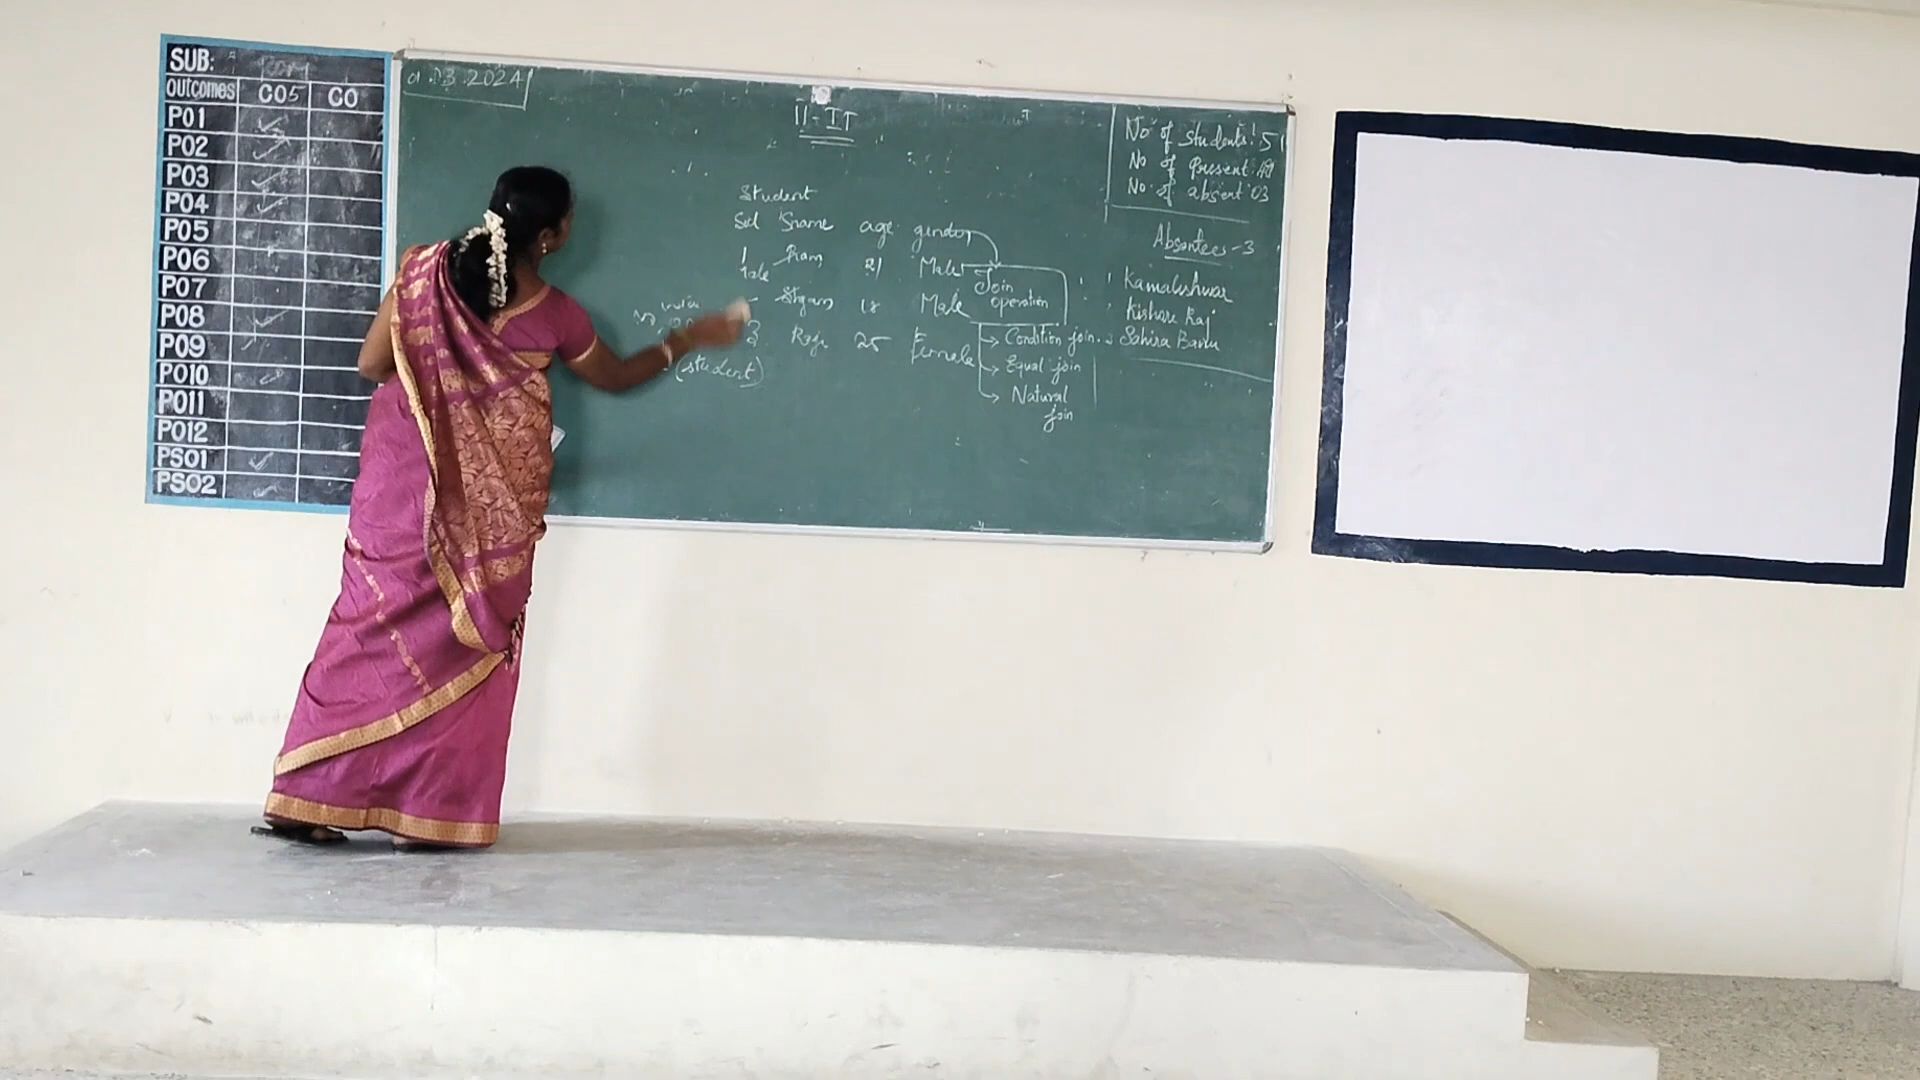 SUB:
Outcomes CO5 CO
PO1
PO2
PO3
PO4
PO5
PO6
PO7
PO8
PO9
PO10
PO11
PO12
PSO1
PSO2
01.03.2024
II - IT
Student
Sid Sname age gender
1 Ram 21 Male
Shyam 18 Male
3 Raji 25 Female
(student)
Join
operation
Condition join
Equal join
Natural
join
No of students: 51
No of present:
No. of absent: 03
Absentees - 3
Kamaleshwar
Kishore Raj
Sahira Banu